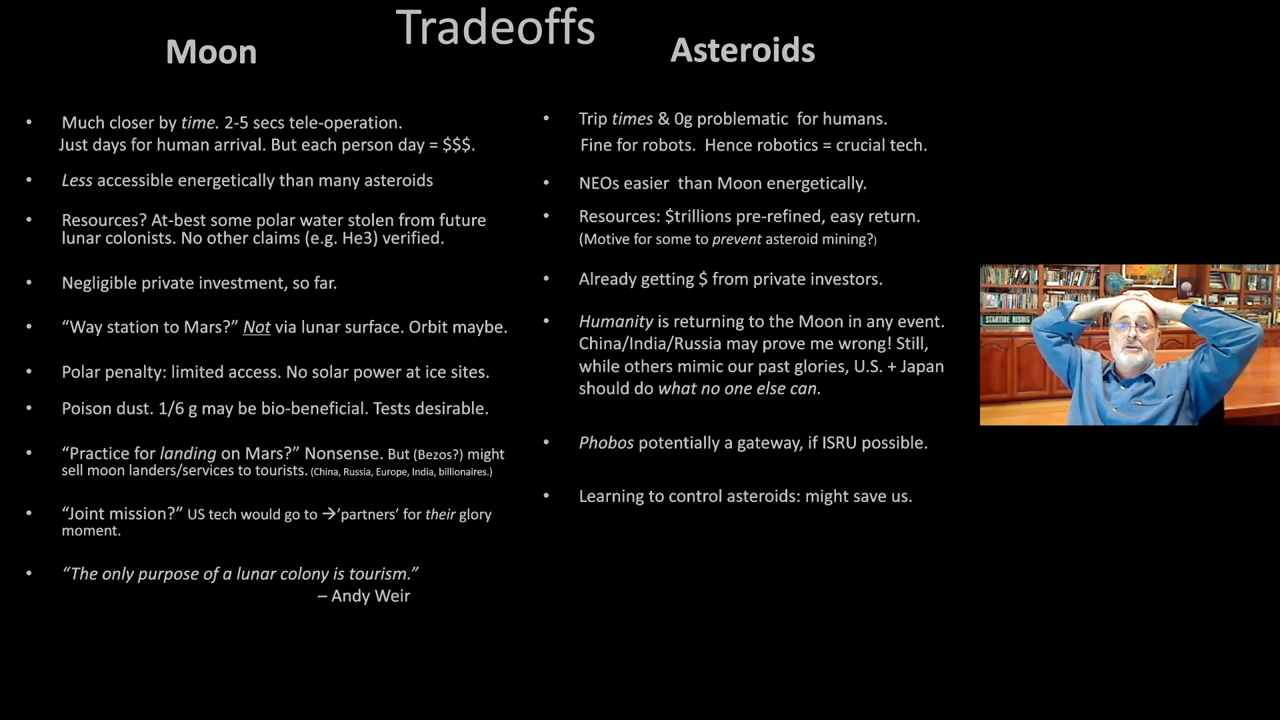 Tradeoffs
Moon
• Much closer by time. 2-5 secs tele-operation.
Just days for human arrival. But each person day = $$$.
• Less accessible energetically than many asteroids
• Resources? At-best some polar water stolen from future
lunar colonists. No other claims (e.g. He3) verified.
• Negligible private investment, so far.
• “Way station to Mars?” Not via lunar surface. Orbit maybe.
• Polar penalty: limited access. No solar power at ice sites.
• Poison dust. 1/6 g may be bio-beneficial. Tests desirable.
• “Practice for landing on Mars?” Nonsense. But (Bezos?) might
sell moon landers/services to tourists. (China, Russia, Europe, India, billionaires.)
• “Joint mission?” US tech would go to →’partners’ for their glory
moment.
• “The only purpose of a lunar colony is tourism.”
– Andy Weir
Asteroids
• Trip times & 0g problematic for humans.
Fine for robots. Hence robotics = crucial tech.
• NEOs easier than Moon energetically.
• Resources: $trillions pre-refined, easy return.
(Motive for some to prevent asteroid mining?)
• Already getting $ from private investors.
• Humanity is returning to the Moon in any event.
China/India/Russia may prove me wrong! Still,
while others mimic our past glories, U.S. + Japan
should do what no one else can.
• Phobos potentially a gateway, if ISRU possible.
• Learning to control asteroids: might save us.
STARTIDE RISING